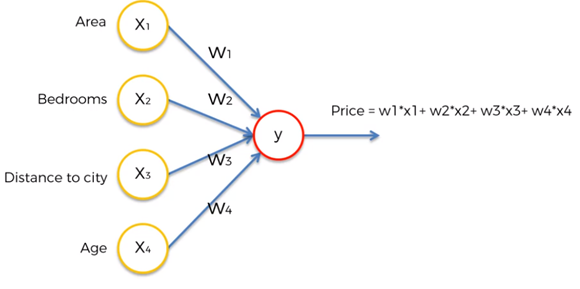 Area
X1
W1
Bedrooms
X2
W2
Price = w1*x1+ w2*x2+ w3*x3+ w4*x4
y
Distance to city
X3
W3
W4
Age
X4